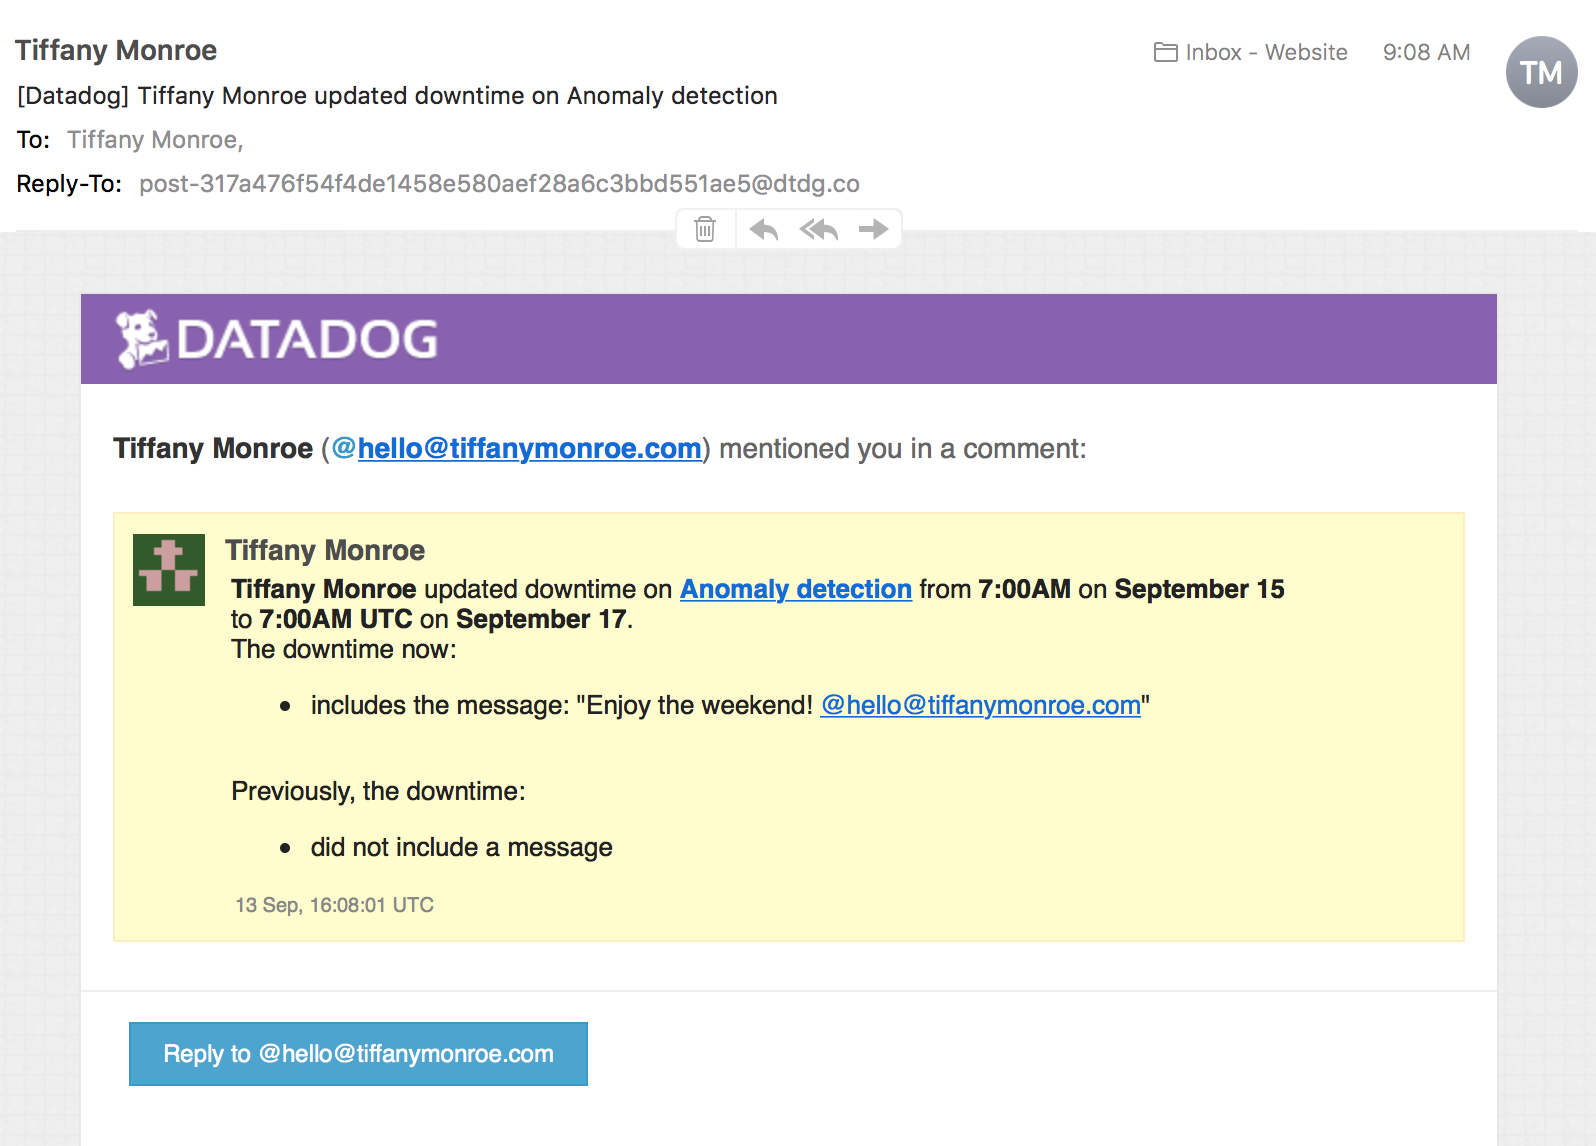 Tiffany Monroe
Inbox - Website 9:08 AM
TM
[Datadog] Tiffany Monroe updated downtime on Anomaly detection
To: Tiffany Monroe,
Reply-To: post-317a476f54f4de1458e580aef28a6c3bbd551ae5@dtdg.co
DATADOG
Tiffany Monroe (@hello@tiffanymonroe.com) mentioned you in a comment:
Tiffany Monroe
Tiffany Monroe updated downtime on Anomaly detection from 7:00AM on September 15
to 7:00AM UTC on September 17.
The downtime now:
• includes the message: "Enjoy the weekend! @hello@tiffanymonroe.com"
Previously, the downtime:
• did not include a message
13 Sep, 16:08:01 UTC
Reply to @hello@tiffanymonroe.com